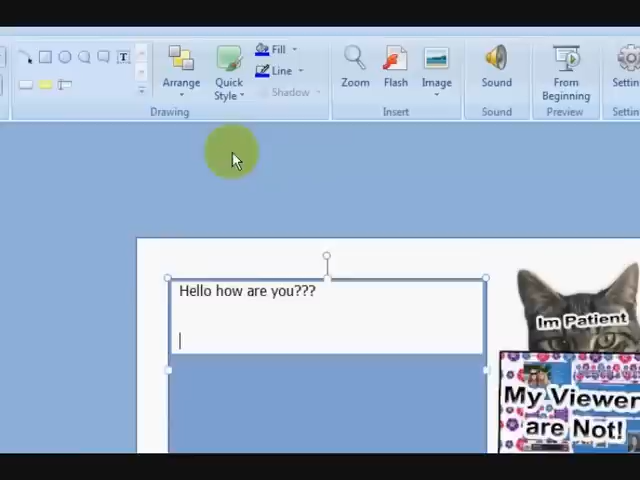 Fill
Line
Shadow
Arrange
Quick
Style
Drawing
Zoom
Flash
Image
Insert
Sound
Sound
From
Beginning
Preview
Settin
T
Hello how are you???
Im Patient
My Viewer
are Not!